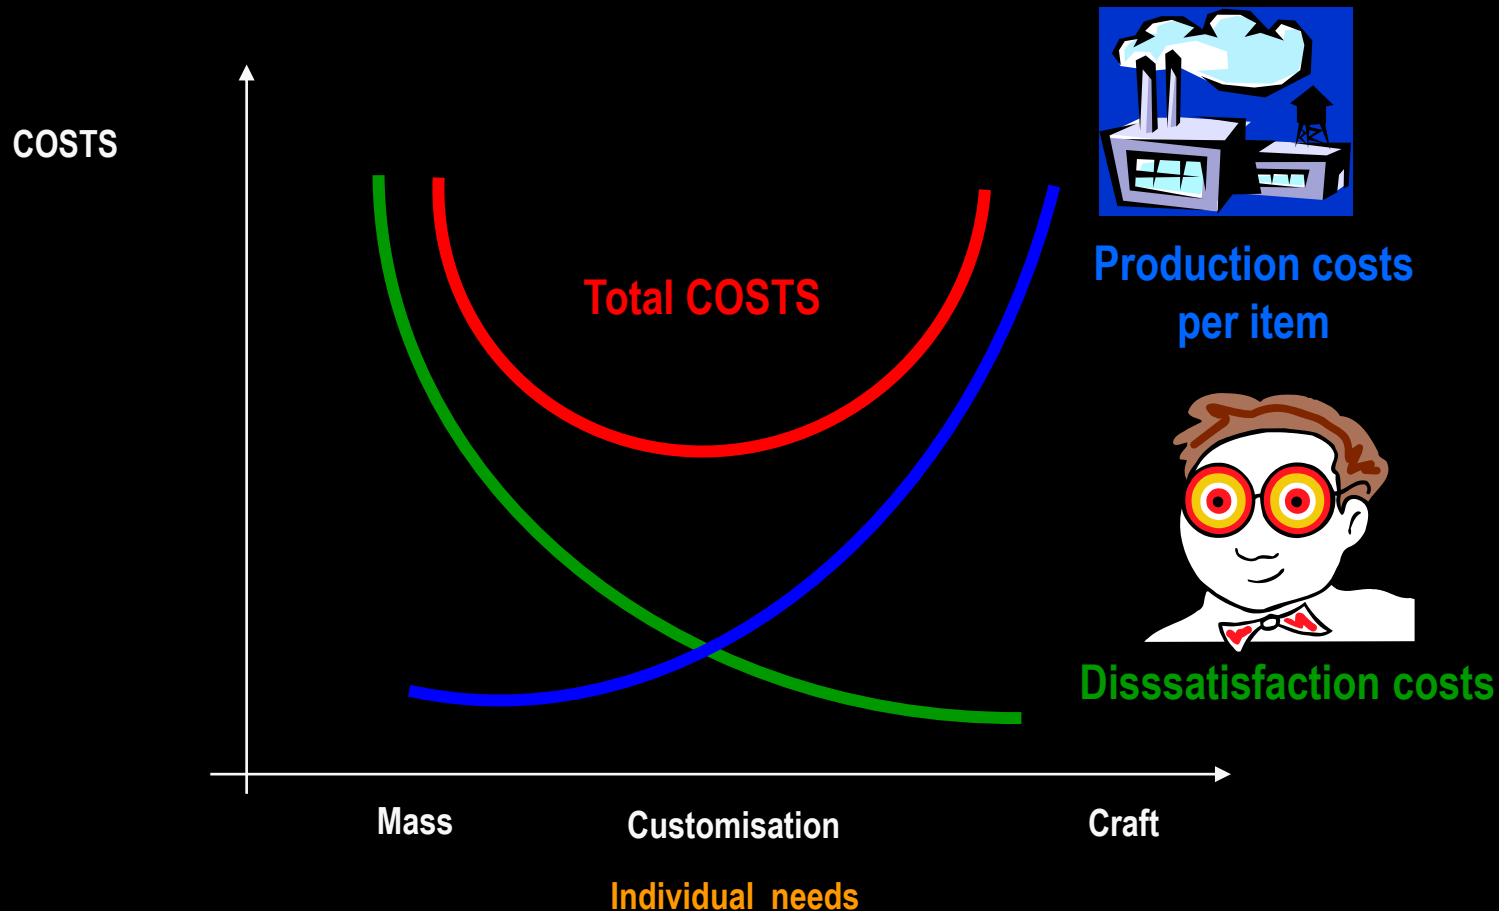 COSTS
Total COSTS
Production costs
per item
Disssatisfaction costs
Mass
Customisation
Craft
Individual needs